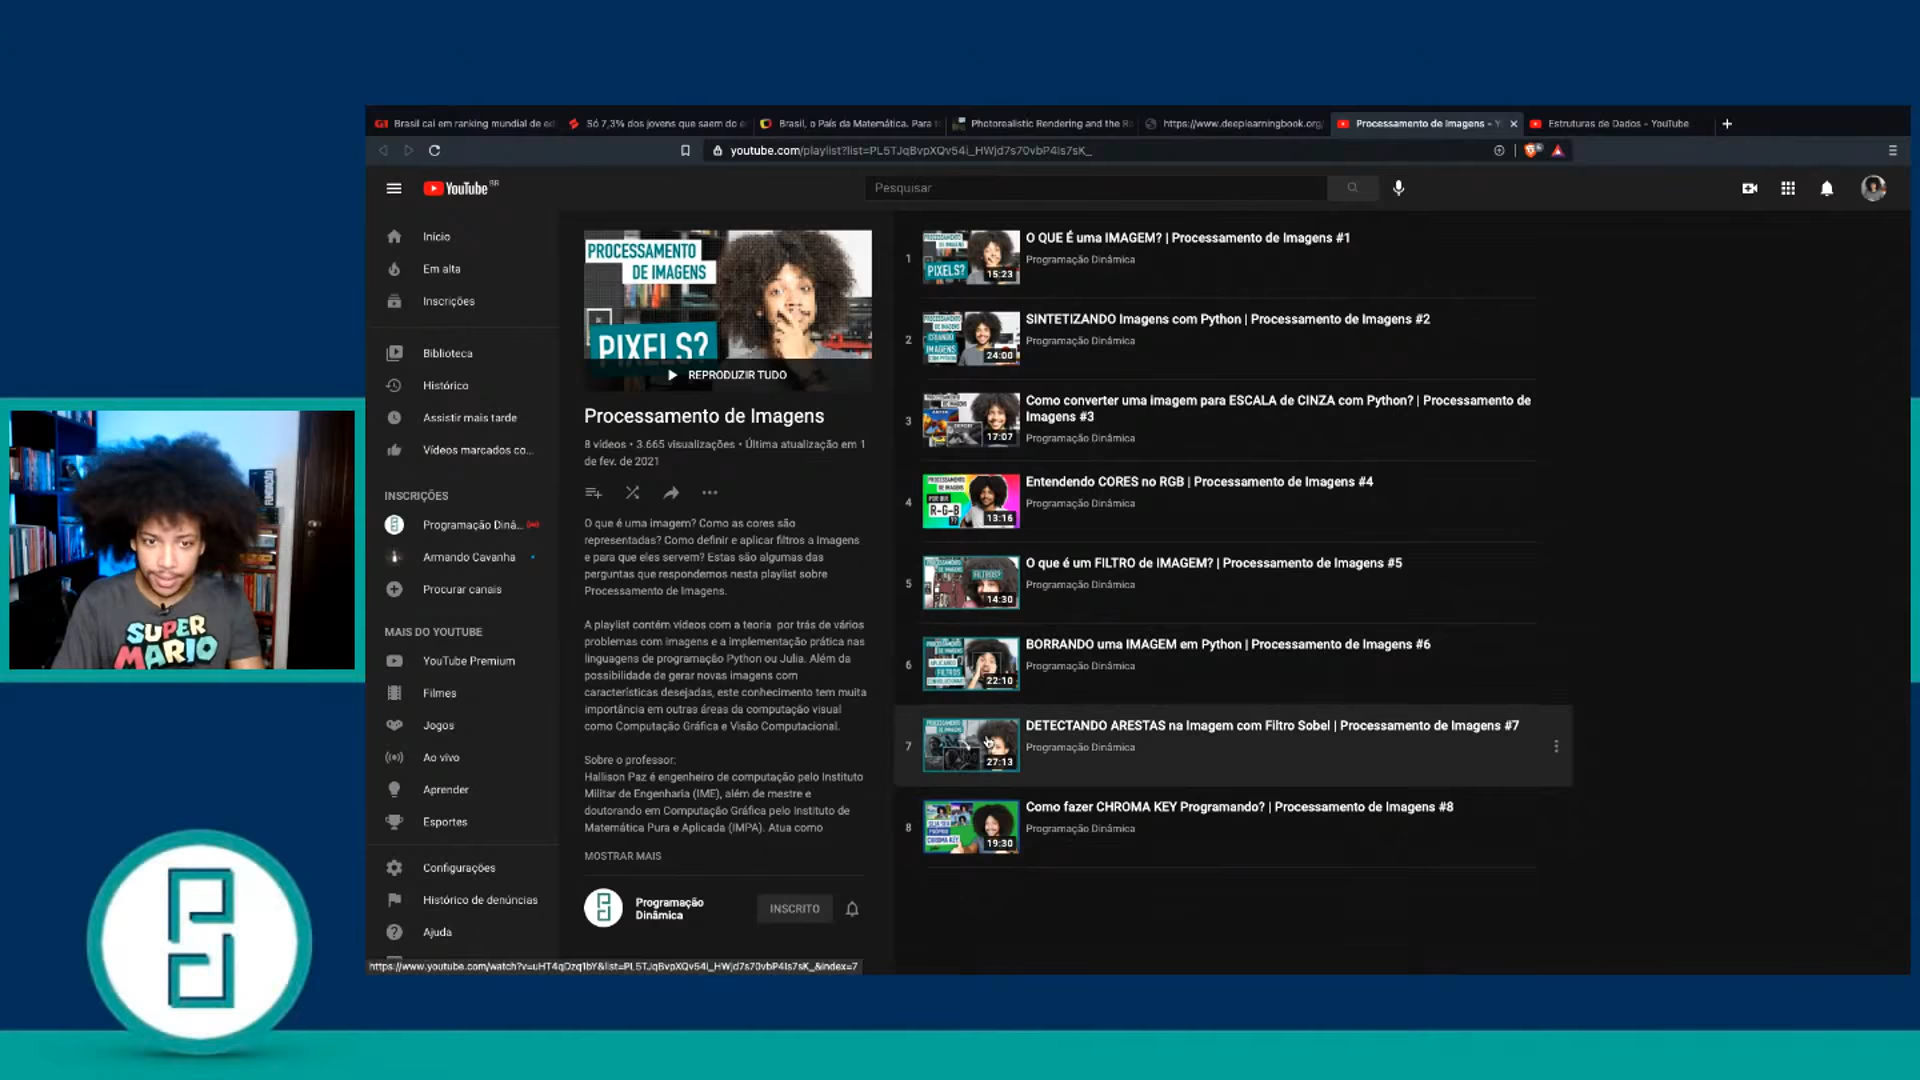 Brasil cai em ranking mundial de ed
Só 7,3% dos jovens que saem do e
Brasil, o País da Matemática. Para t
Photorealistic Rendering and the R
https://www.deeplearningbook.org/
Processamento de Imagens - Y
Estruturas de Dados - YouTube
youtube.com/playlist?list=PL5TJqBvpXQv54i_HWjd7s70vbP4ls7sK_
YouTube BR
Pesquisar
Início
Em alta
Inscrições
Biblioteca
Histórico
Assistir mais tarde
Vídeos marcados co...
INSCRIÇÕES
Programação Dinâ...
Armando Cavanha
Procurar canais
MAIS DO YOUTUBE
YouTube Premium
Filmes
Jogos
Ao vivo
Aprender
Esportes
Configurações
Histórico de denúncias
Ajuda
PROCESSAMENTO
DE IMAGENS
PIXELS?
REPRODUZIR TUDO
Processamento de Imagens
8 vídeos • 3.665 visualizações • Última atualização em 1
de fev. de 2021
O que é uma imagem? Como as cores são
representadas? Como definir e aplicar filtros a Imagens
e para que eles servem? Estas são algumas das
perguntas que respondemos nesta playlist sobre
Processamento de Imagens.
A playlist contém vídeos com a teoria por trás de vários
problemas com imagens e a implementação prática nas
linguagens de programação Python ou Julia. Além da
possibilidade de gerar novas imagens com
características desejadas, este conhecimento tem muita
importância em outras áreas da computação visual
como Computação Gráfica e Visão Computacional.
Sobre o professor:
Hallison Paz é engenheiro de computação pelo Instituto
Militar de Engenharia (IME), além de mestre e
doutorando em Computação Gráfica pelo Instituto de
Matemática Pura e Aplicada (IMPA). Atua como
MOSTRAR MAIS
Programação
Dinâmica
INSCRITO
1
PIXELS?
15:23
O QUE É uma IMAGEM? | Processamento de Imagens #1
Programação Dinâmica
2
24:00
SINTETIZANDO Imagens com Python | Processamento de Imagens #2
Programação Dinâmica
3
17:07
Como converter uma imagem para ESCALA de CINZA com Python? | Processamento de
Imagens #3
Programação Dinâmica
4
R-G-B
13:16
Entendendo CORES no RGB | Processamento de Imagens #4
Programação Dinâmica
5
FILTROS?
14:30
O que é um FILTRO de IMAGEM? | Processamento de Imagens #5
Programação Dinâmica
6
22:10
BORRANDO uma IMAGEM em Python | Processamento de Imagens #6
Programação Dinâmica
7
27:13
DETECTANDO ARESTAS na Imagem com Filtro Sobel | Processamento de Imagens #7
Programação Dinâmica
8
19:30
Como fazer CHROMA KEY Programando? | Processamento de Imagens #8
Programação Dinâmica
https://www.youtube.com/watch?v=uHT4qDzq1bY&list=PL5TJqBvpXQv54i_HWjd7s70vbP4ls7sK_&index=7
FUNDAÇÃO
SUPER
MARIO